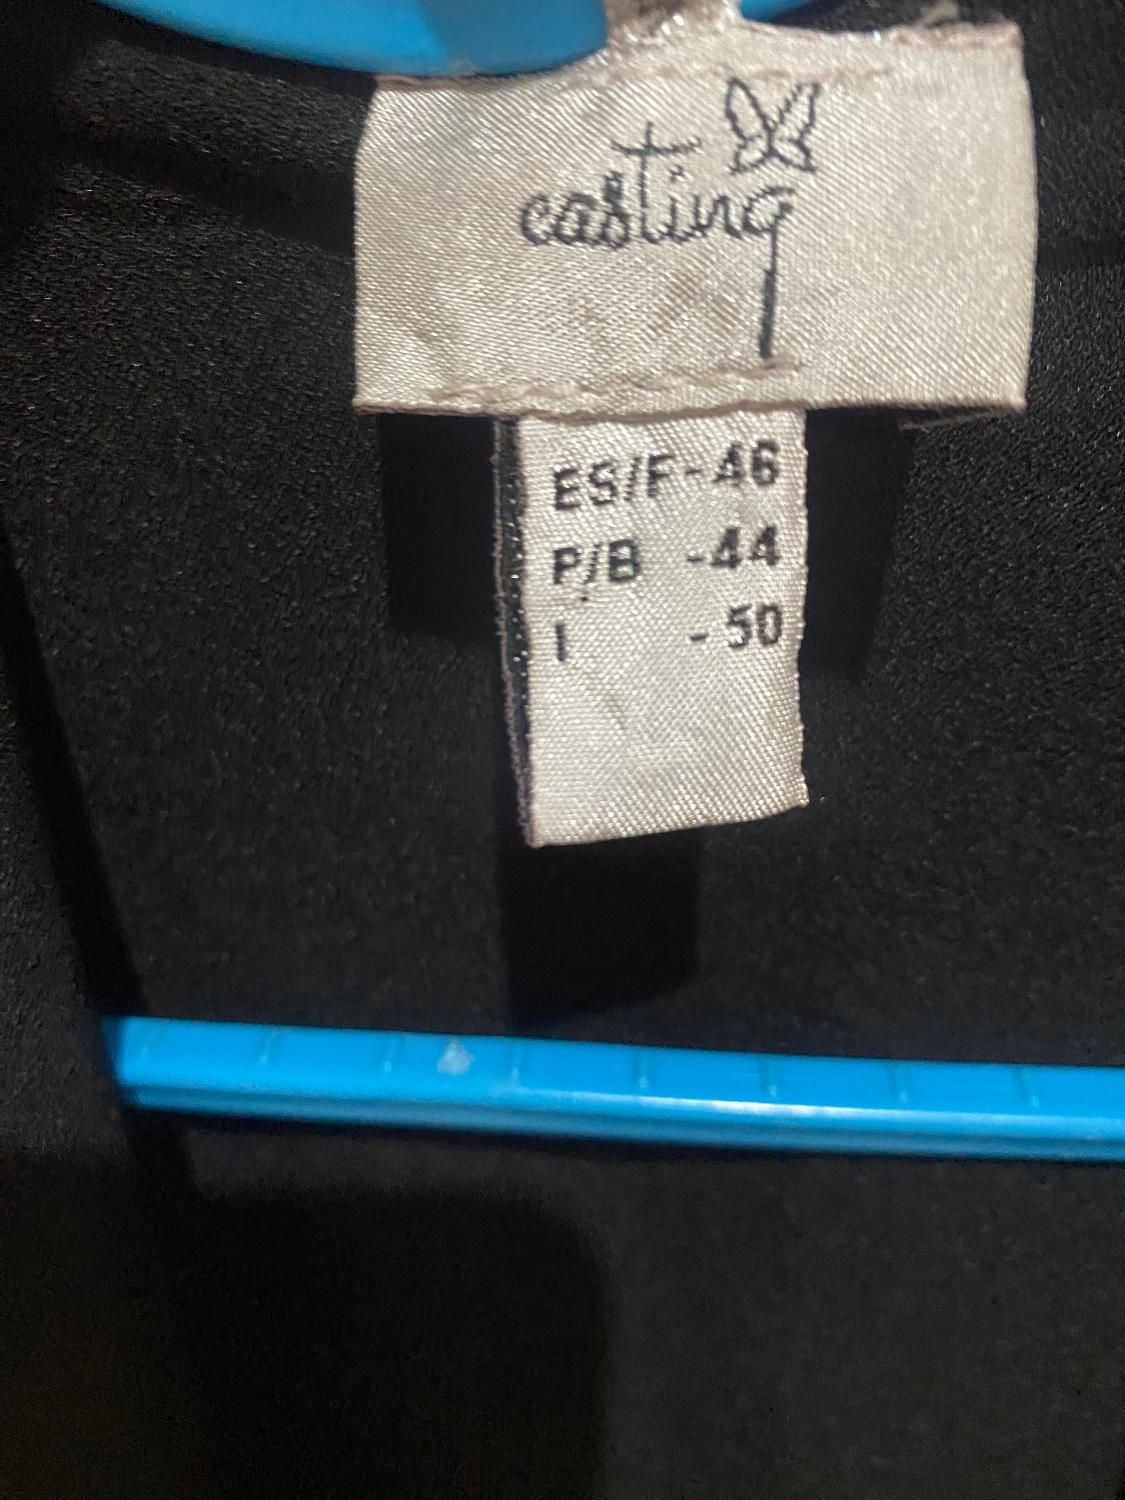 casting
ES/F-46
P/B -44
I -50